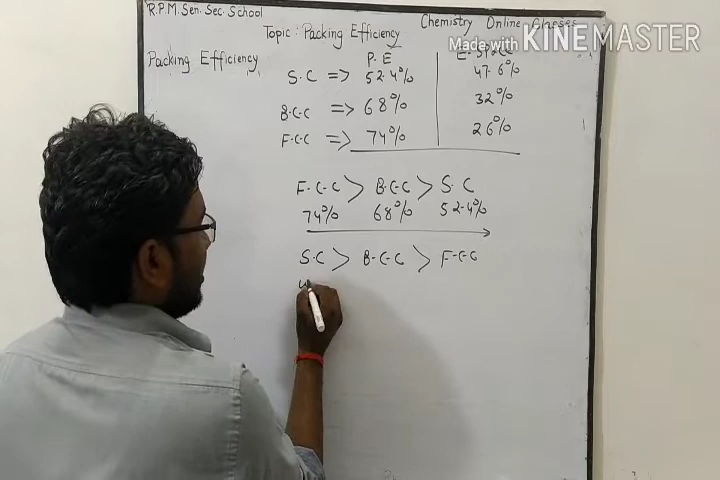 R.P.M. Sen. Sec. School
Chemistry Online Classes
Topic : Packing Efficiency
Made with KINEMASTER
Packing Efficiency
P. E
S.C => 52.4% 47.6%
B.C-C => 68% 32%
F.C-C => 74% 26%
F-C-C > B.C-C > S.C
74% 68% 52.4%
S.C > B-C-C > F-C-C